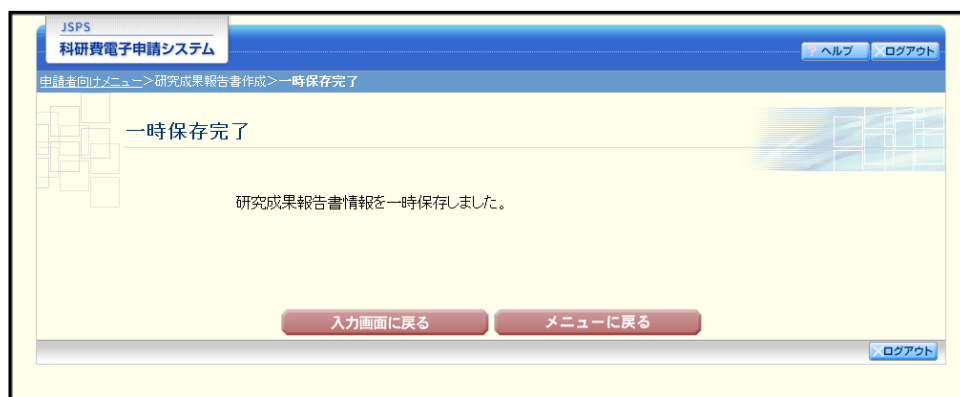 JSPS
科研費電子申請システム
? ヘルプ
ログアウト
申請者向けメニュー>研究成果報告書作成>一時保存完了
一時保存完了
研究成果報告書情報を一時保存しました。
入力画面に戻る
メニューに戻る
ログアウト